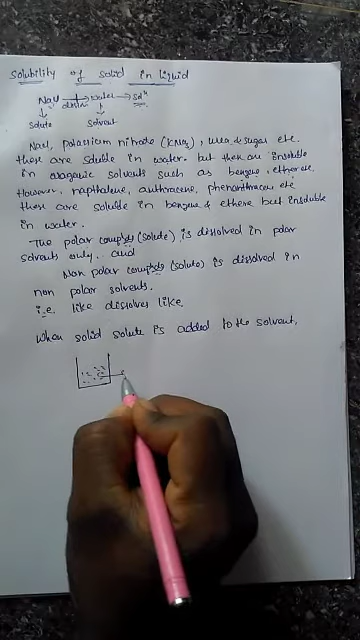 Solubility of solid in liquid
NaCl + water → Sol^n
dissolve
Solute Solvent
NaCl, potassium nitrate (KNO3), urea & sugar etc.
these are soluble in water. but then are insoluble
in organic solvents such as benzene, ether etc.
However, napthalene, anthracene, phenanthracene etc
these are soluble in benzene & ethere but insoluble
in water.
The polar compds (solute) is dissolved in polar
solvents only. and
Non polar compds (solute) is dissolved in
non polar solvents.
i.e. like dissolves like.
When solid solute is added to the solvent,